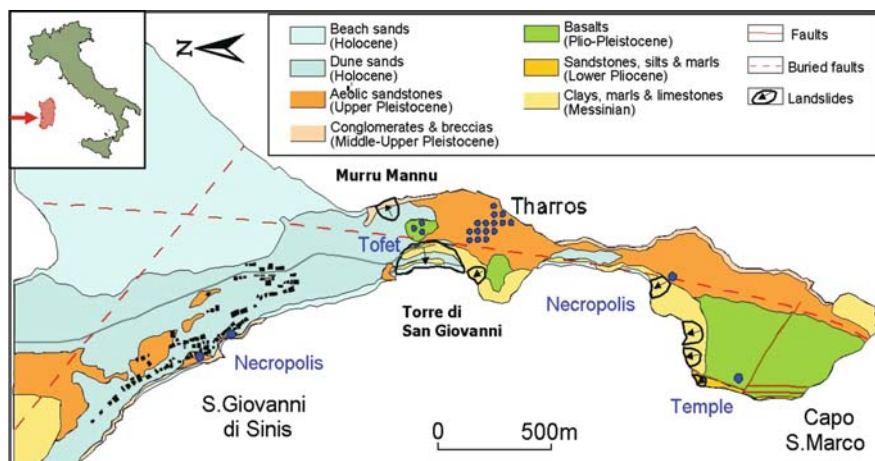 N
Beach sands
(Holocene)
Dune sands
(Holocene)
Aeolic sandstones
(Upper Pleistocene)
Conglomerates & breccias
(Middle-Upper Pleistocene)
Basalts
(Plio-Pleistocene)
Sandstones, silts & marls
(Lower Pliocene)
Clays, marls & limestones
(Messinian)
Faults
Buried faults
Landslides
Murru Mannu
Tharros
Tofet
Torre di
San Giovanni
Necropolis
Necropolis
S.Giovanni
di Sinis
Temple
Capo
S.Marco
0 500m